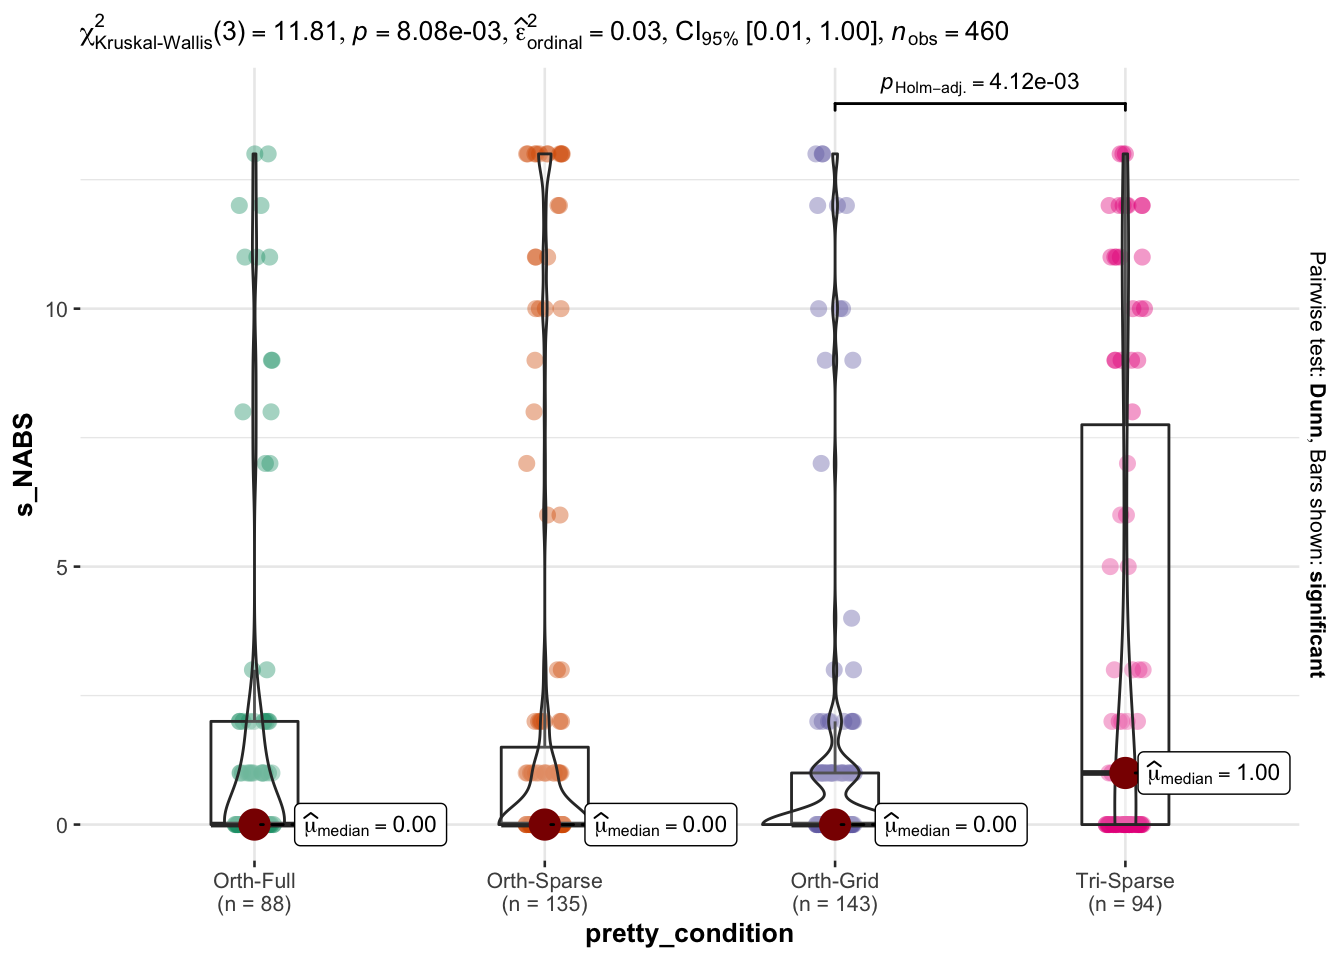 χ²Kruskal-Wallis(3) = 11.81, p = 8.08e-03, ε̂²ordinal = 0.03, CI95% [0.01, 1.00], nobs = 460
pHolm−adj. = 4.12e-03
10
5
0
s_NABS
μ̂median = 0.00
μ̂median = 0.00
μ̂median = 0.00
μ̂median = 1.00
Orth-Full
(n = 88)
Orth-Sparse
(n = 135)
Orth-Grid
(n = 143)
Tri-Sparse
(n = 94)
pretty_condition
Pairwise test: Dunn, Bars shown: significant